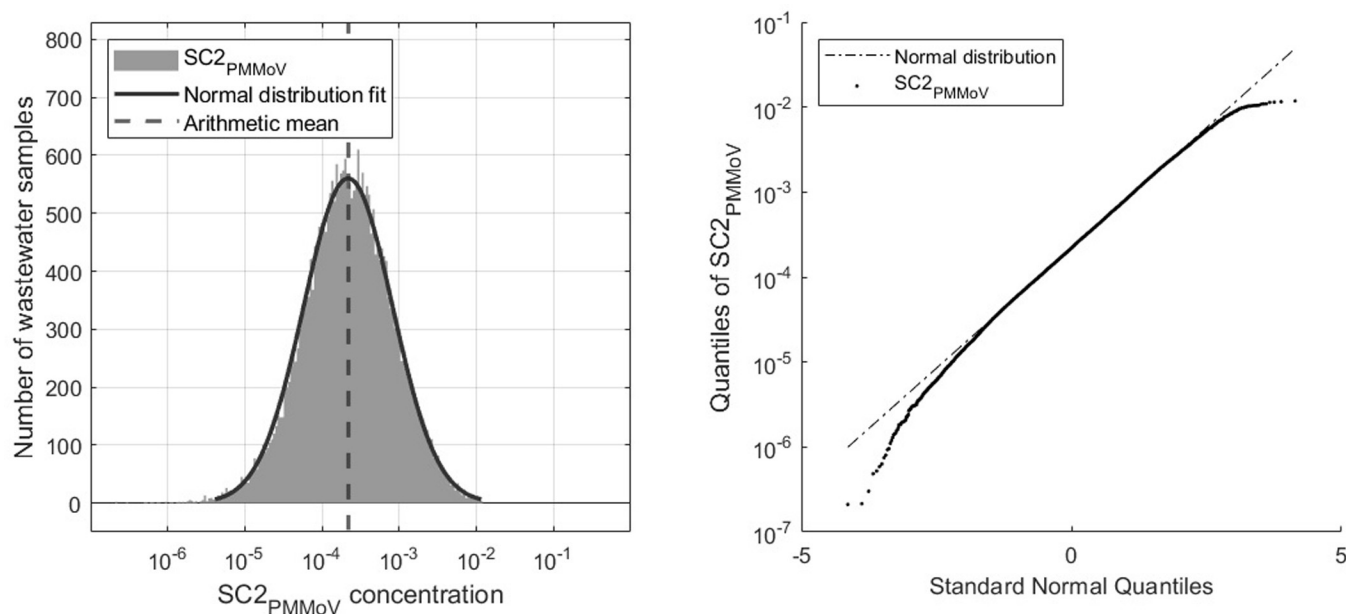 800
700
600
500
400
300
200
100
0
Number of wastewater samples
SC2PMMoV
Normal distribution fit
Arithmetic mean
10-6
10-5
10-4
10-3
10-2
10-1
SC2PMMoV concentration
10-1
10-2
10-3
10-4
10-5
10-6
10-7
Quantiles of SC2PMMoV
Normal distribution
SC2PMMoV
-5
0
5
Standard Normal Quantiles